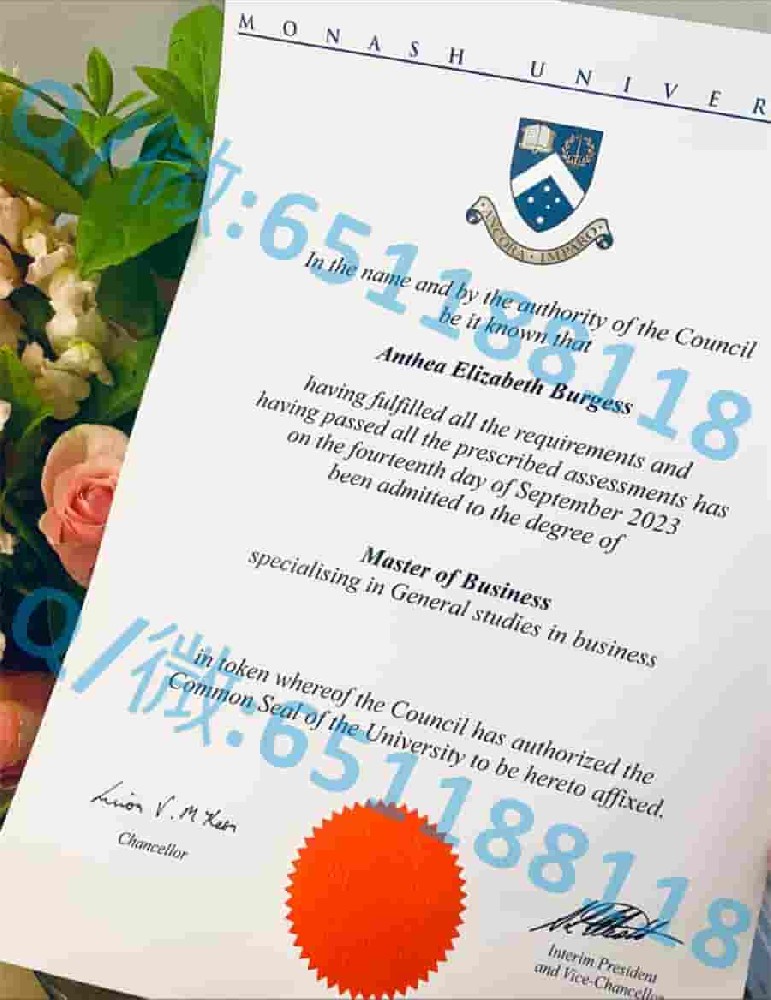 MONASH UNIVER
ANCORA IMPARO
In the name and by the authority of the Council
be it known that
Anthea Elizabeth Burgess
having fulfilled all the requirements and
having passed all the prescribed assessments has
on the fourteenth day of September 2023
been admitted to the degree of
Master of Business
specialising in General studies in business
in token whereof the Council has authorized the
Common Seal of the University to be hereto affixed.
Chancellor
Interim President
and Vice-Chancello
Q/微:651188118
Q/微:651188118